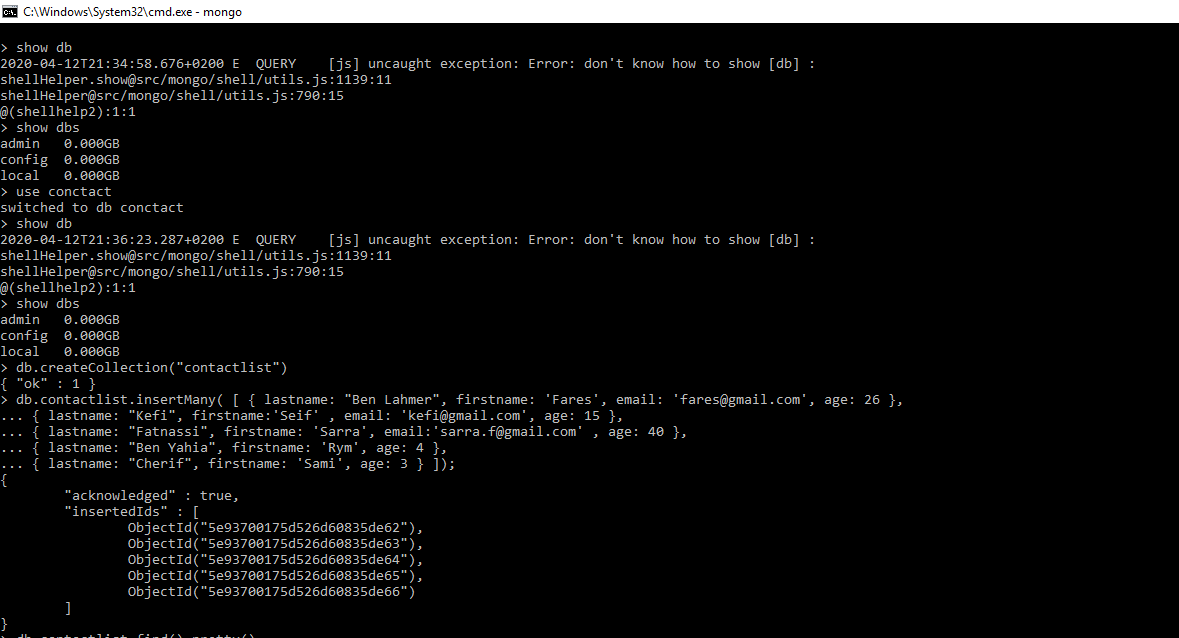 C:\Windows\System32\cmd.exe - mongo
> show db
2020-04-12T21:34:58.676+0200 E  QUERY    [js] uncaught exception: Error: don't know how to show [db] :
shellHelper.show@src/mongo/shell/utils.js:1139:11
shellHelper@src/mongo/shell/utils.js:790:15
@(shellhelp2):1:1
> show dbs
admin   0.000GB
config  0.000GB
local   0.000GB
> use conctact
switched to db conctact
> show db
2020-04-12T21:36:23.287+0200 E  QUERY    [js] uncaught exception: Error: don't know how to show [db] :
shellHelper.show@src/mongo/shell/utils.js:1139:11
shellHelper@src/mongo/shell/utils.js:790:15
@(shellhelp2):1:1
> show dbs
admin   0.000GB
config  0.000GB
local   0.000GB
> db.createCollection("contactlist")
{ "ok" : 1 }
> db.contactlist.insertMany( [ { lastname: "Ben Lahmer", firstname: 'Fares', email: 'fares@gmail.com', age: 26 },
... { lastname: "Kefi", firstname:'Seif' , email: 'kefi@gmail.com', age: 15 },
... { lastname: "Fatnassi", firstname: 'Sarra', email:'sarra.f@gmail.com' , age: 40 },
... { lastname: "Ben Yahia", firstname: 'Rym', age: 4 },
... { lastname: "Cherif", firstname: 'Sami', age: 3 } ]);
{
        "acknowledged" : true,
        "insertedIds" : [
                ObjectId("5e93700175d526d60835de62"),
                ObjectId("5e93700175d526d60835de63"),
                ObjectId("5e93700175d526d60835de64"),
                ObjectId("5e93700175d526d60835de65"),
                ObjectId("5e93700175d526d60835de66")
        ]
}
> db.contactlist.find().pretty()